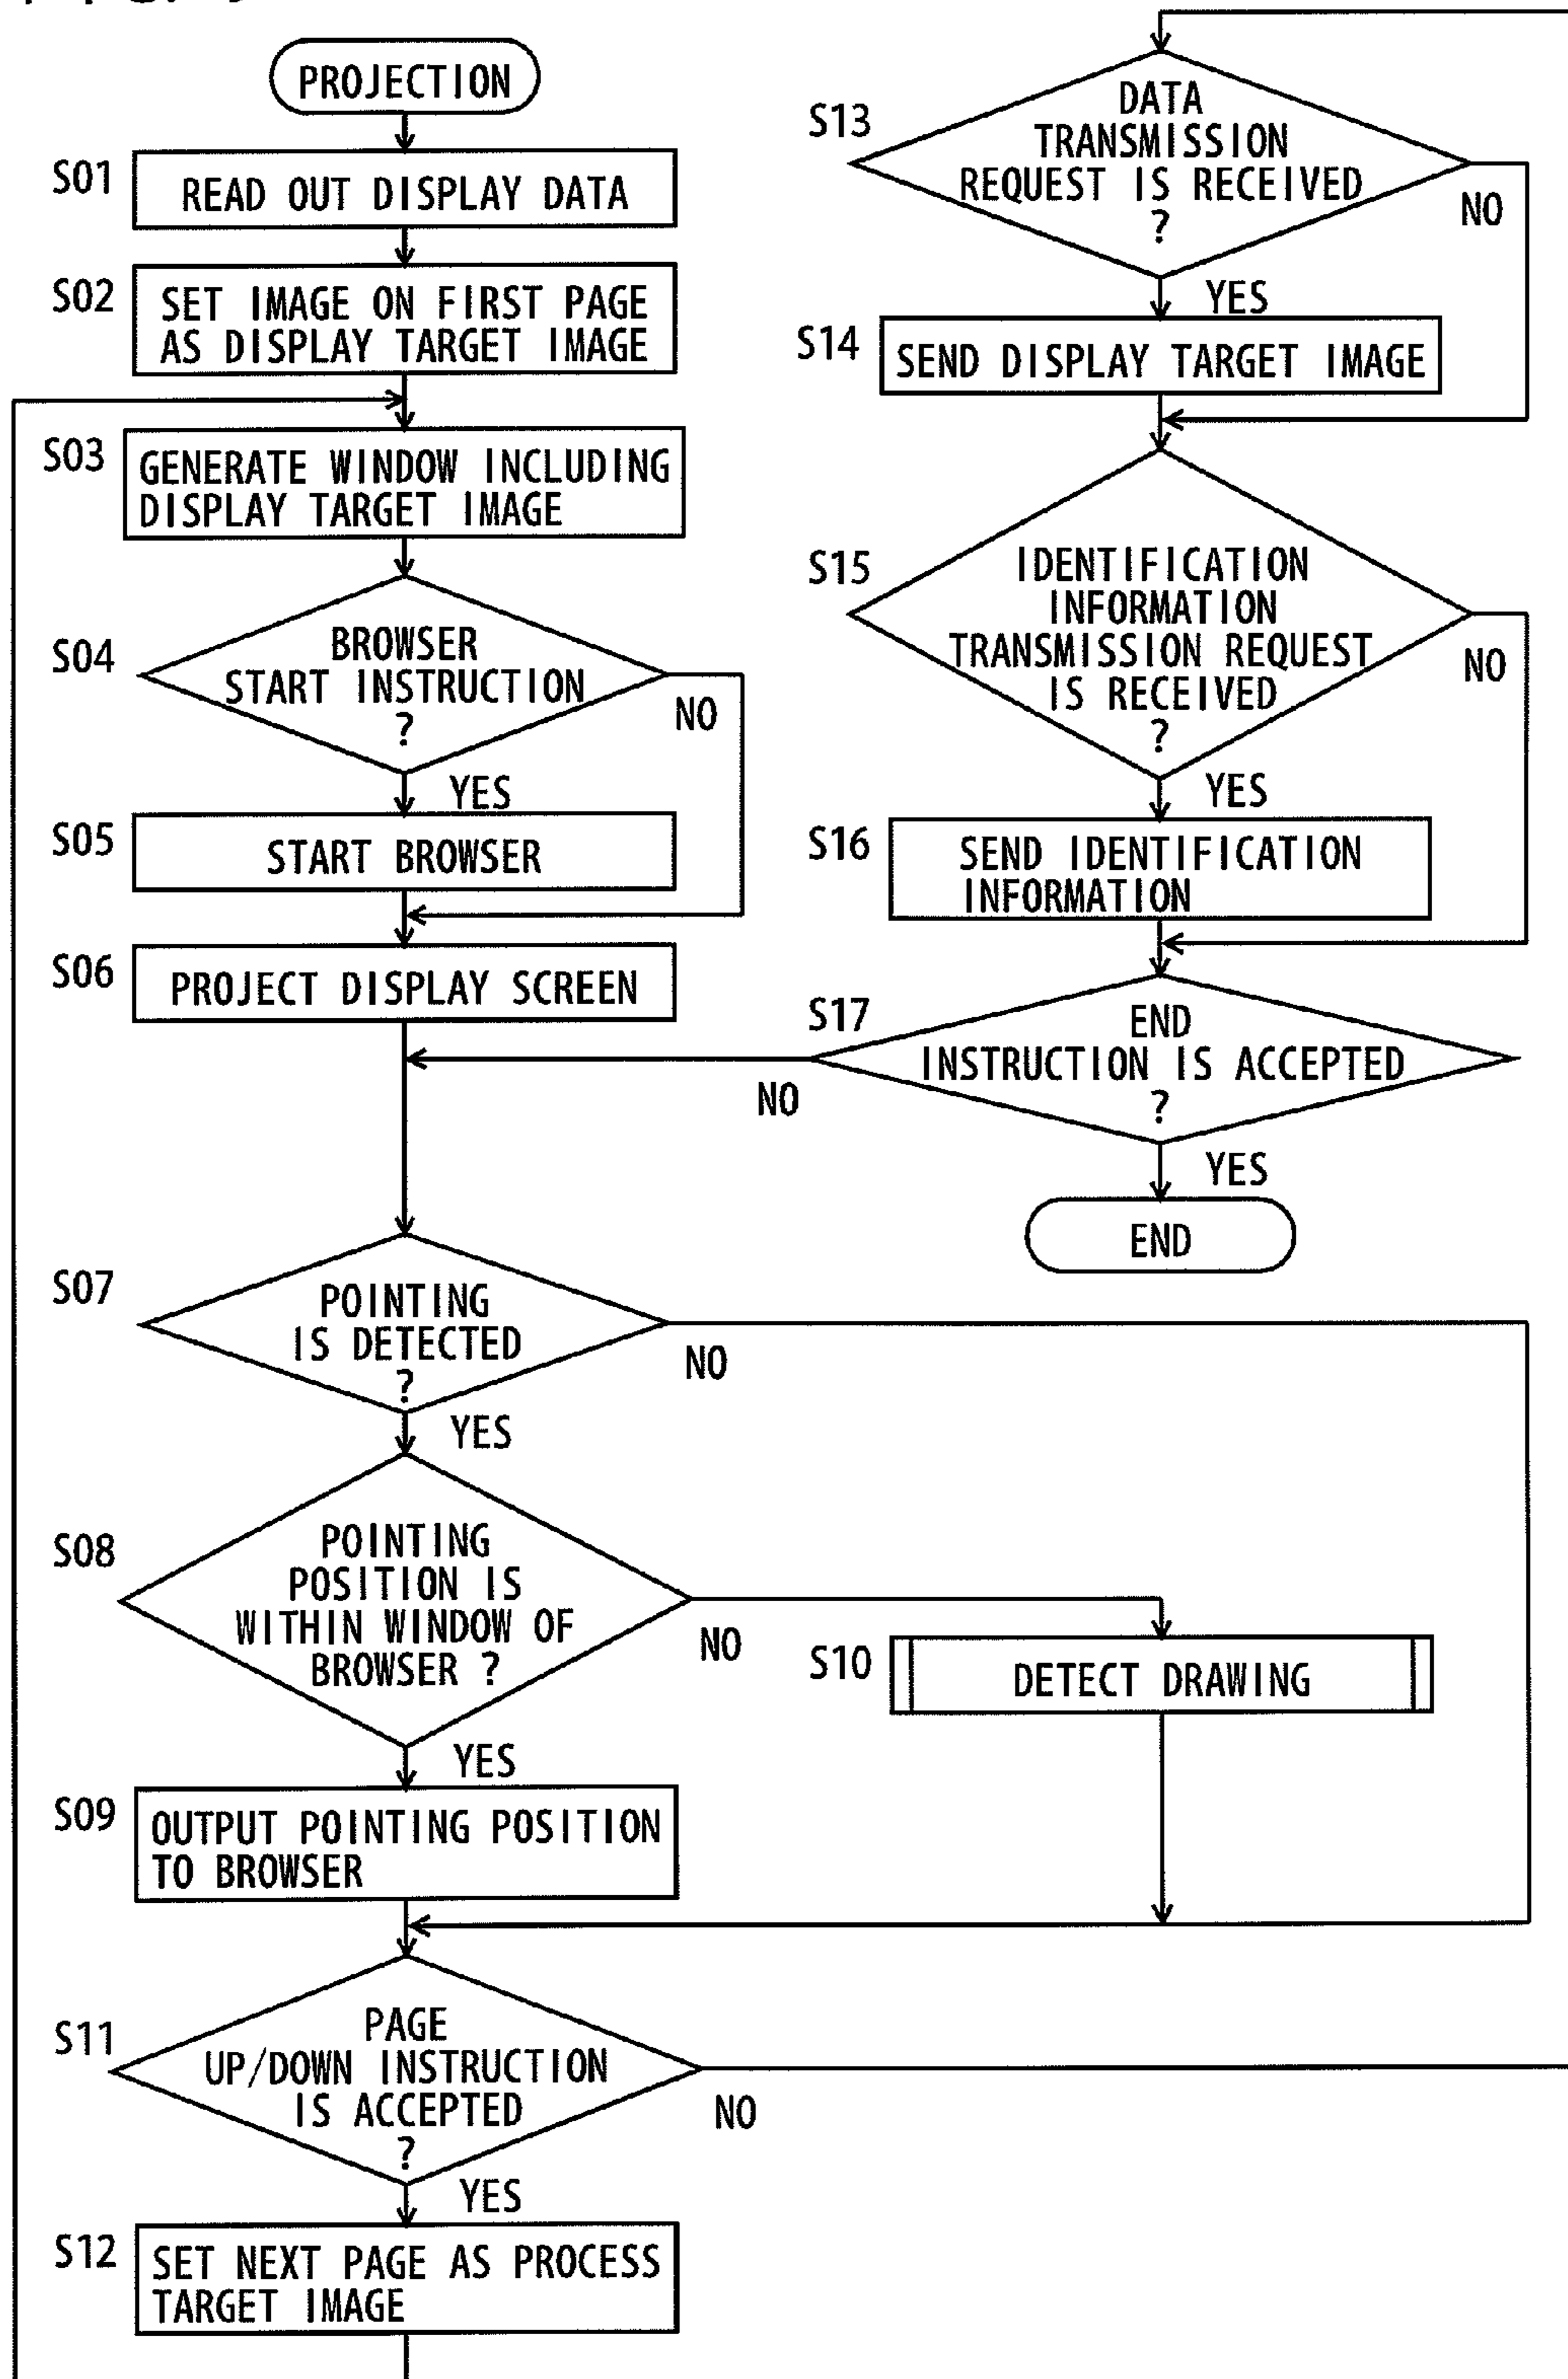 PROJECTION
S01
READ OUT DISPLAY DATA
S02
SET IMAGE ON FIRST PAGE
AS DISPLAY TARGET IMAGE
S03
GENERATE WINDOW INCLUDING
DISPLAY TARGET IMAGE
S04
BROWSER
START INSTRUCTION
?
NO
YES
S05
START BROWSER
S06
PROJECT DISPLAY SCREEN
S07
POINTING
IS DETECTED
?
NO
YES
S08
POINTING
POSITION IS
WITHIN WINDOW OF
BROWSER ?
NO
YES
S09
OUTPUT POINTING POSITION
TO BROWSER
S10
DETECT DRAWING
S11
PAGE
UP/DOWN INSTRUCTION
IS ACCEPTED
?
NO
YES
S12
SET NEXT PAGE AS PROCESS
TARGET IMAGE
S13
DATA
TRANSMISSION
REQUEST IS RECEIVED
?
NO
YES
S14
SEND DISPLAY TARGET IMAGE
S15
IDENTIFICATION
INFORMATION
TRANSMISSION REQUEST
IS RECEIVED
?
NO
YES
S16
SEND IDENTIFICATION
INFORMATION
S17
END
INSTRUCTION IS ACCEPTED
?
NO
YES
END